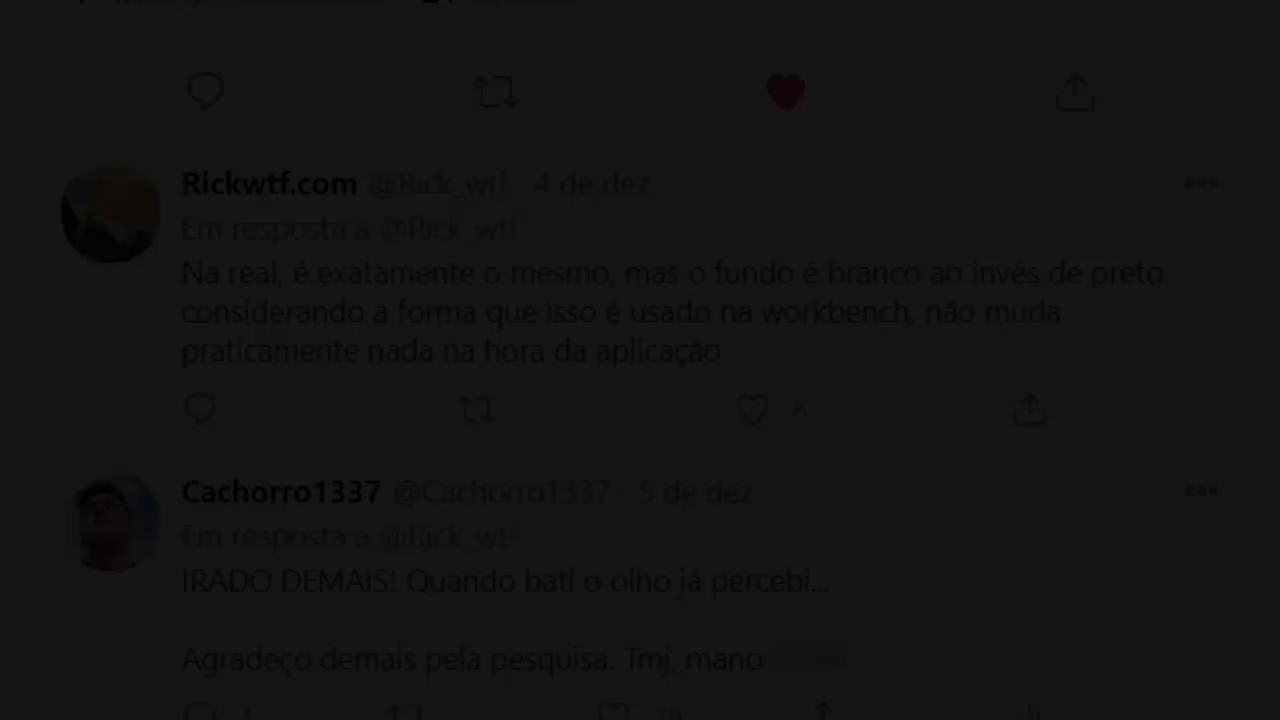 Rickwtf.com @Rick_wtf · 4 de dez
Em resposta a @Rick_wtf
Na real, é exatamente o mesmo, mas o fundo é branco ao invés de preto
considerando a forma que isso é usado na workbench, não muda
praticamente nada na hora da aplicação
6
Cachorro1337 @Cachorro1337 · 5 de dez
Em resposta a @Rick_wtf
IRADO DEMAIS! Quando bati o olho já percebi...
Agradeço demais pela pesquisa. Tmj, mano